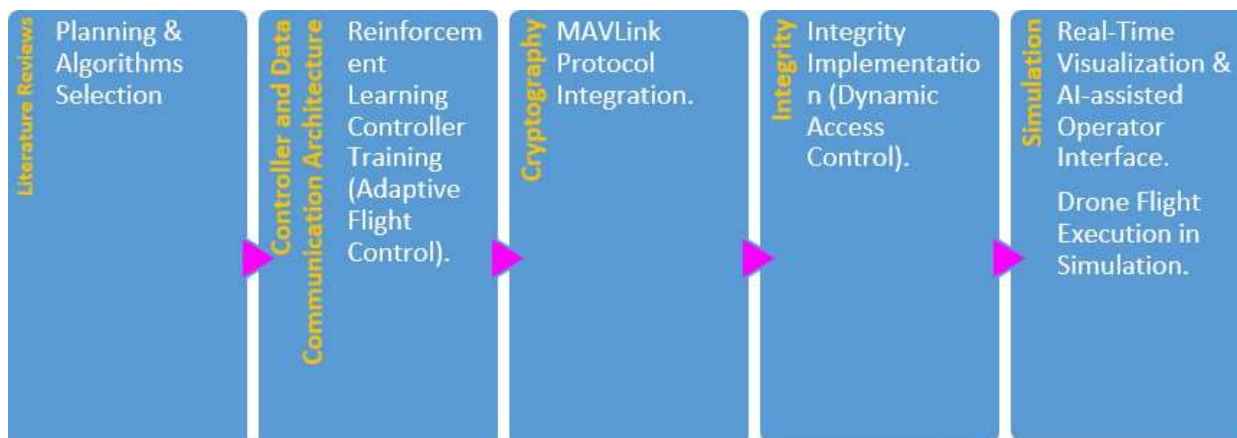 Literature Reviews
Planning &
Algorithms
Selection
Controller and Data
Communication Architecture
Reinforcem
ent
Learning
Controller
Training
(Adaptive
Flight
Control).
Cryptography
MAVLink
Protocol
Integration.
Integrity
Integrity
Implementatio
n (Dynamic
Access
Control).
Simulation
Real-Time
Visualization &
AI-assisted
Operator
Interface.
Drone Flight
Execution in
Simulation.